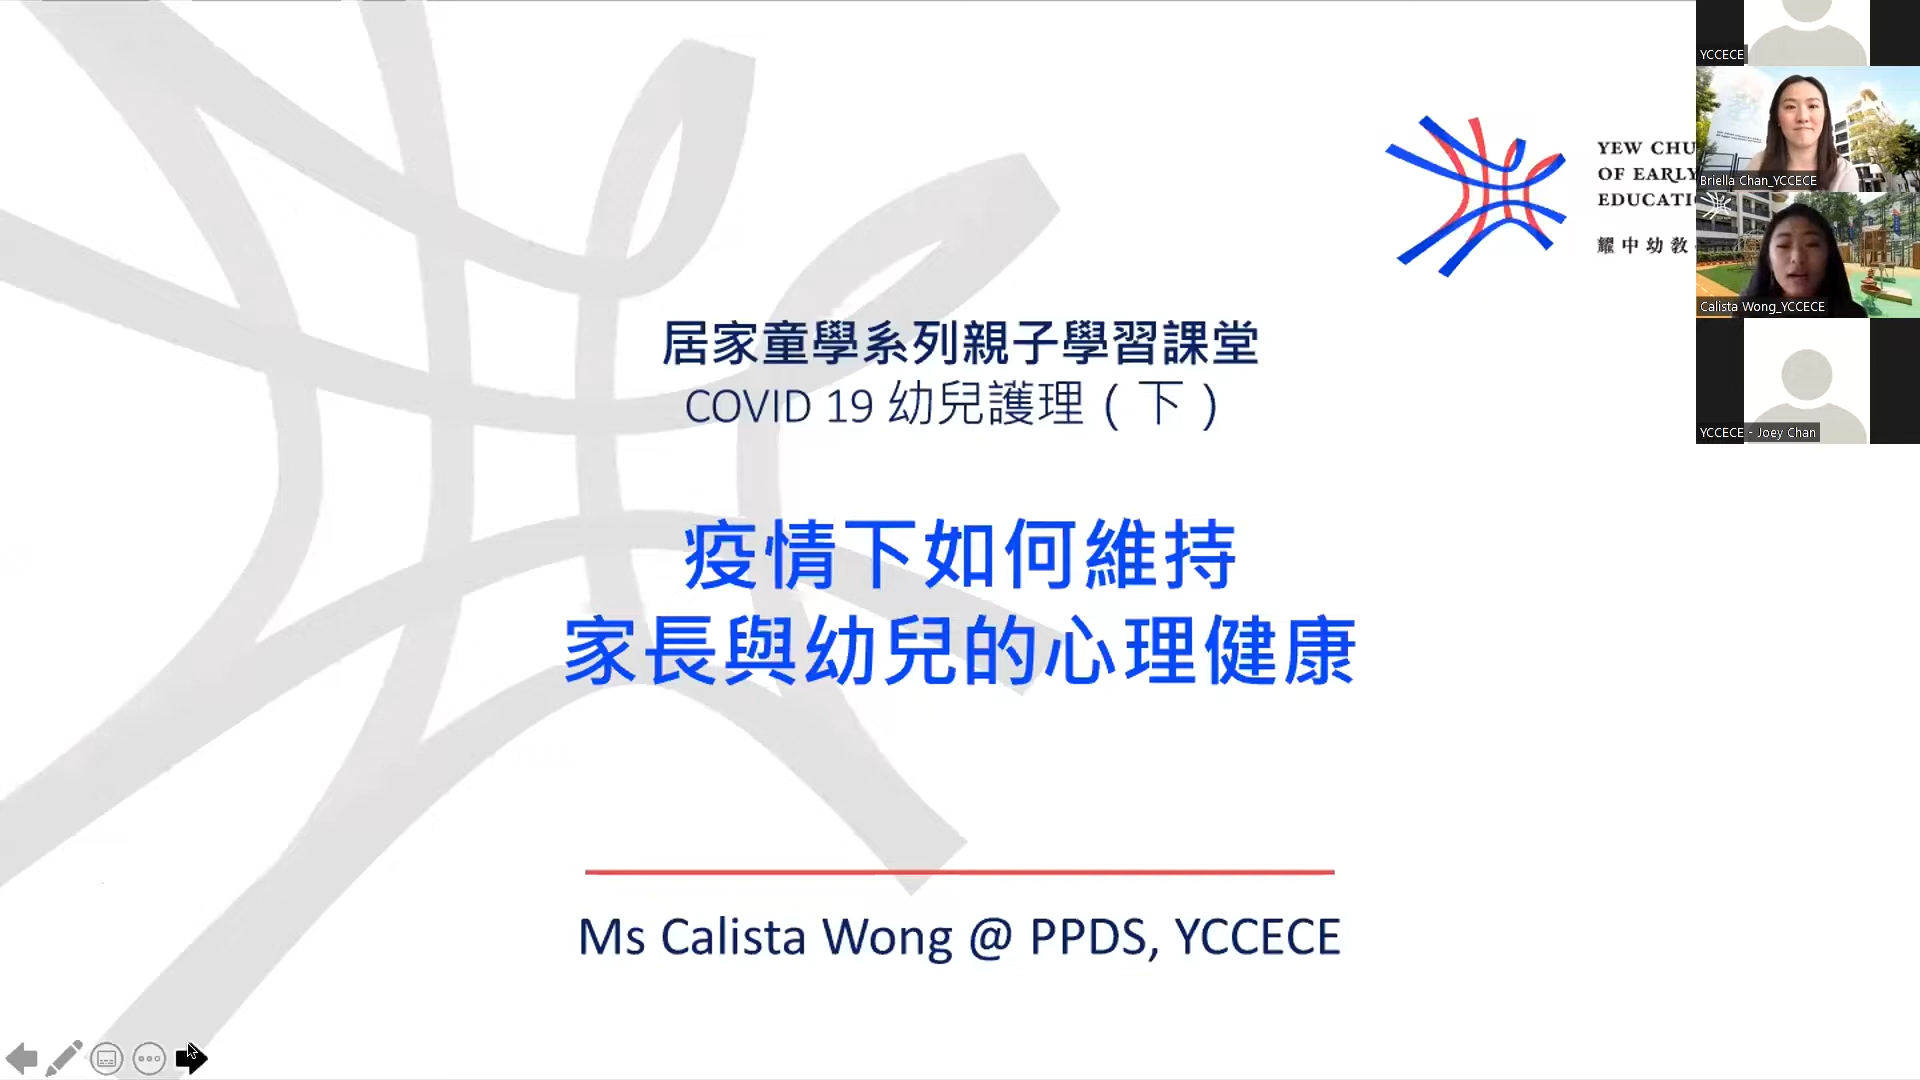 YEW CHU
OF EARLY
EDUCATI
耀中幼教
居家童學系列親子學習課堂
COVID 19 幼兒護理（下）
疫情下如何維持
家長與幼兒的心理健康
Ms Calista Wong @ PPDS, YCCECE
YCCECE
Briella Chan_YCCECE
Calista Wong_YCCECE
YCCECE - Joey Chan